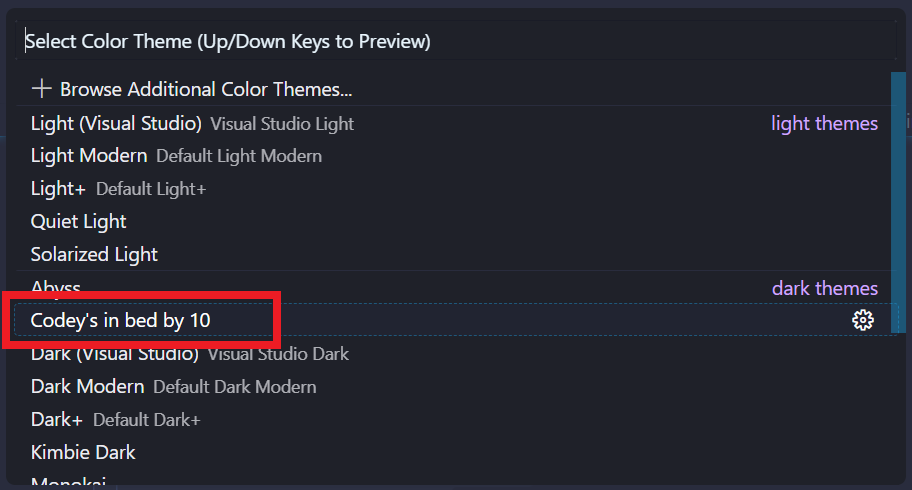 Select Color Theme (Up/Down Keys to Preview)
Browse Additional Color Themes...
Light (Visual Studio) Visual Studio Light light themes
Light Modern Default Light Modern
Light+ Default Light+
Quiet Light
Solarized Light
Abyss dark themes
Codey's in bed by 10
Dark (Visual Studio) Visual Studio Dark
Dark Modern Default Dark Modern
Dark+ Default Dark+
Kimbie Dark
Monokai